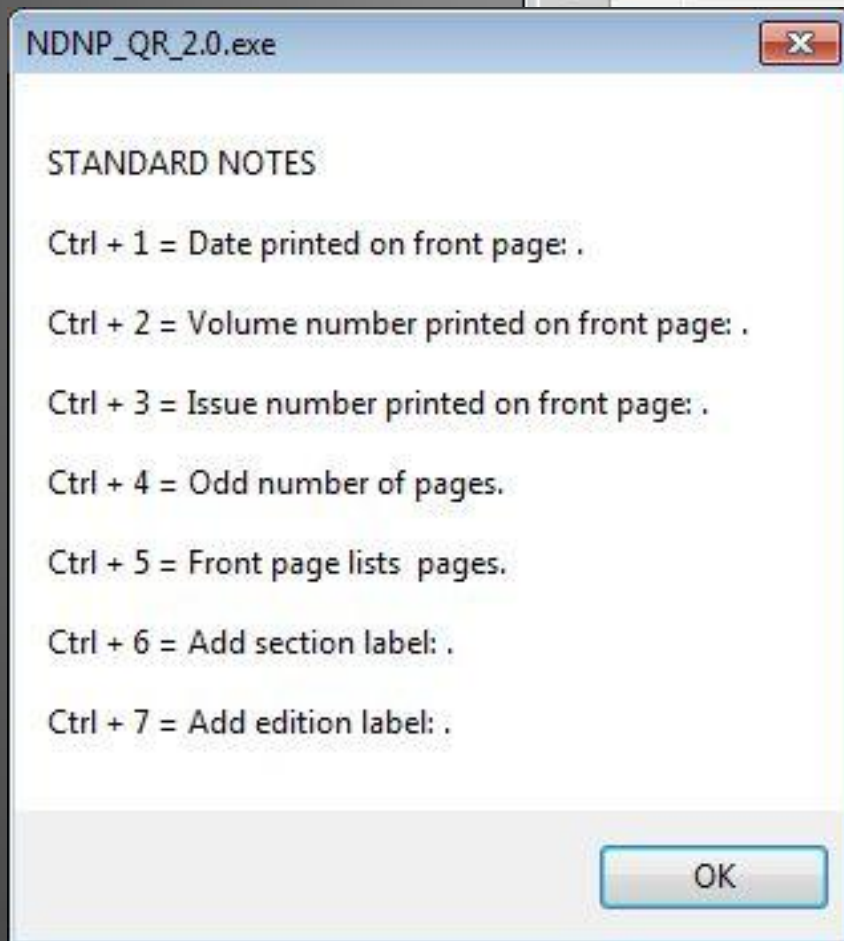 NDNP_QR_2.0.exe
STANDARD NOTES
Ctrl + 1 = Date printed on front page: .
Ctrl + 2 = Volume number printed on front page: .
Ctrl + 3 = Issue number printed on front page: .
Ctrl + 4 = Odd number of pages.
Ctrl + 5 = Front page lists  pages.
Ctrl + 6 = Add section label: .
Ctrl + 7 = Add edition label: .
OK